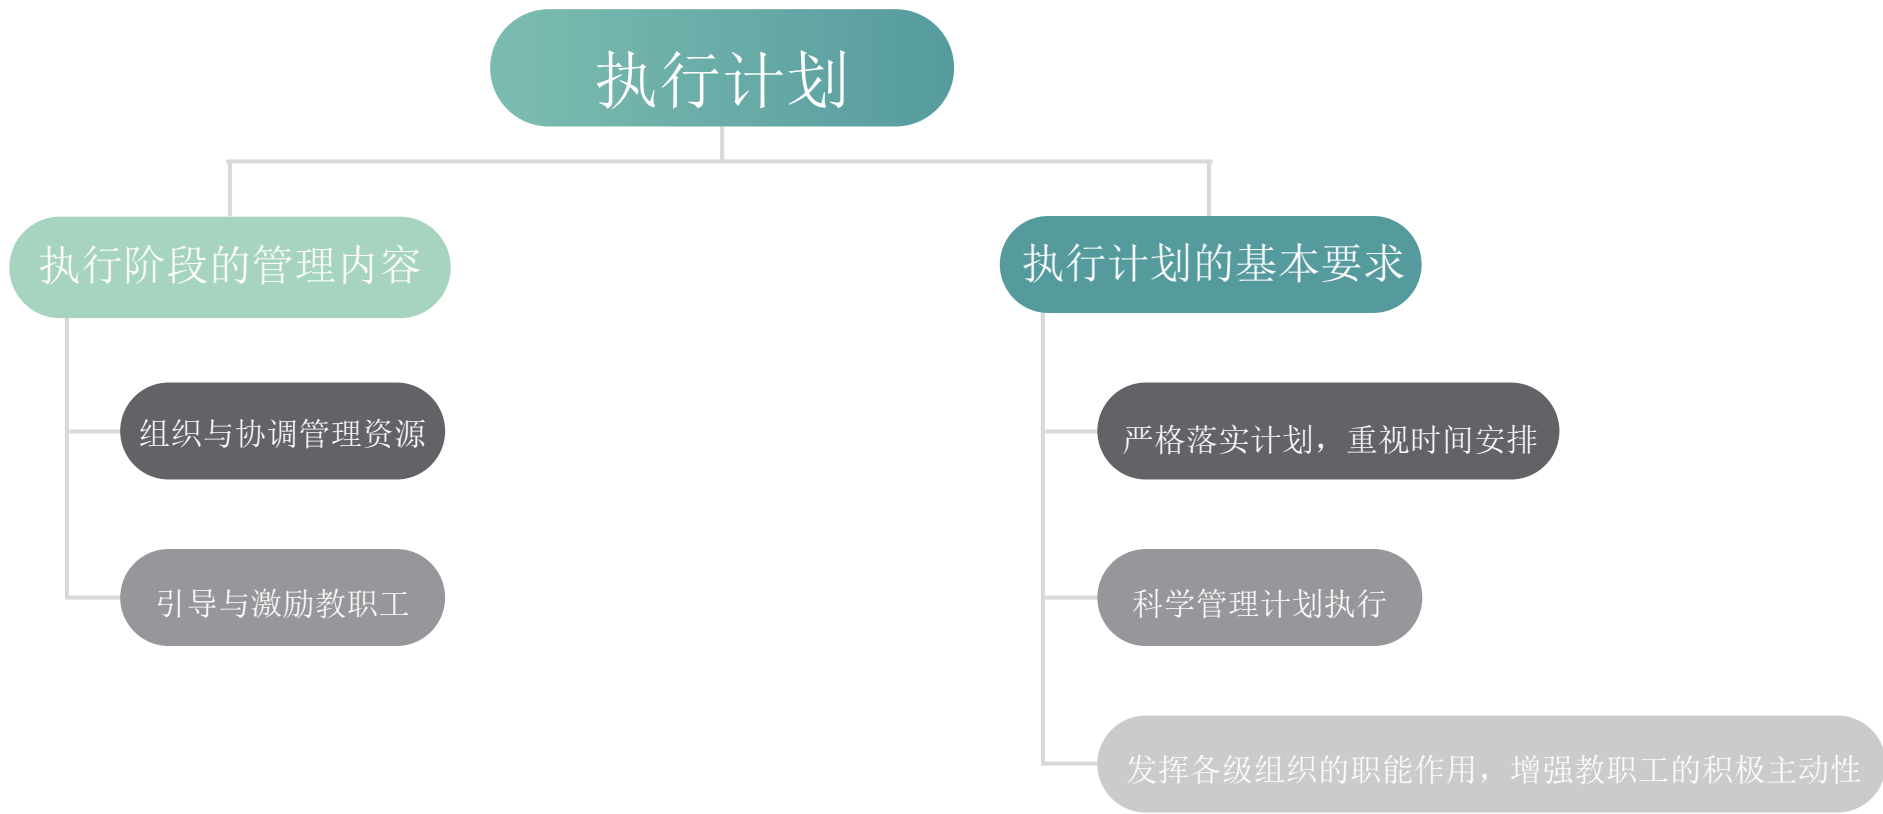 执行计划
执行阶段的管理内容
组织与协调管理资源
引导与激励教职工
执行计划的基本要求
严格落实计划，重视时间安排
科学管理计划执行
发挥各级组织的职能作用，增强教职工的积极主动性